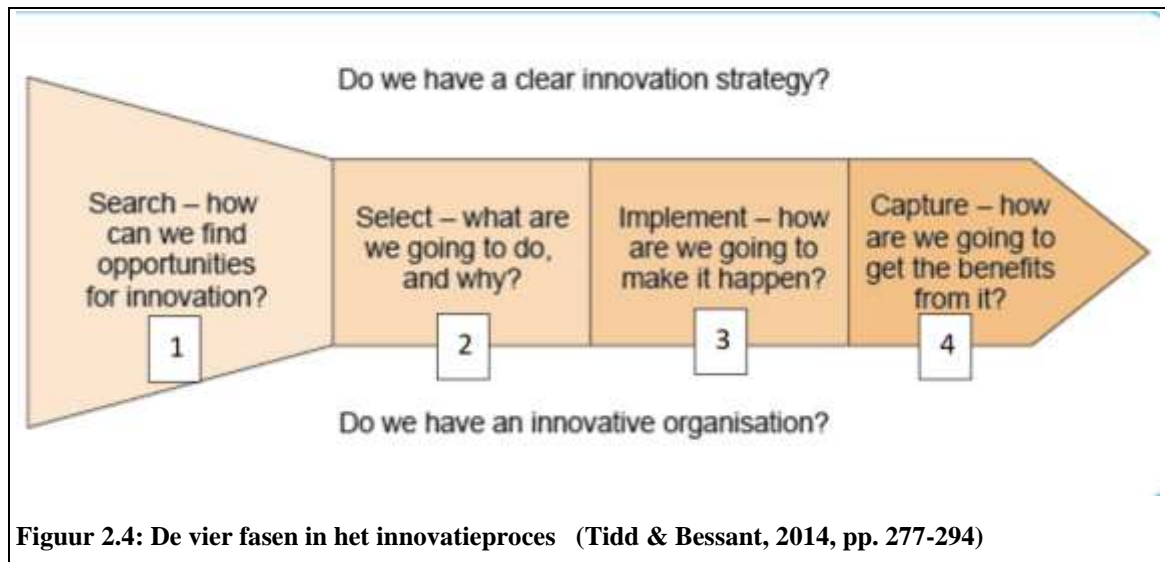 Do we have a clear innovation strategy?
Search – how
can we find
opportunities
for innovation?
1
Select – what are
we going to do,
and why?
2
Implement – how
are we going to
make it happen?
3
Capture – how
are we going to
get the benefits
from it?
4
Do we have an innovative organisation?
Figuur 2.4: De vier fasen in het innovatieproces (Tidd & Bessant, 2014, pp. 277-294)